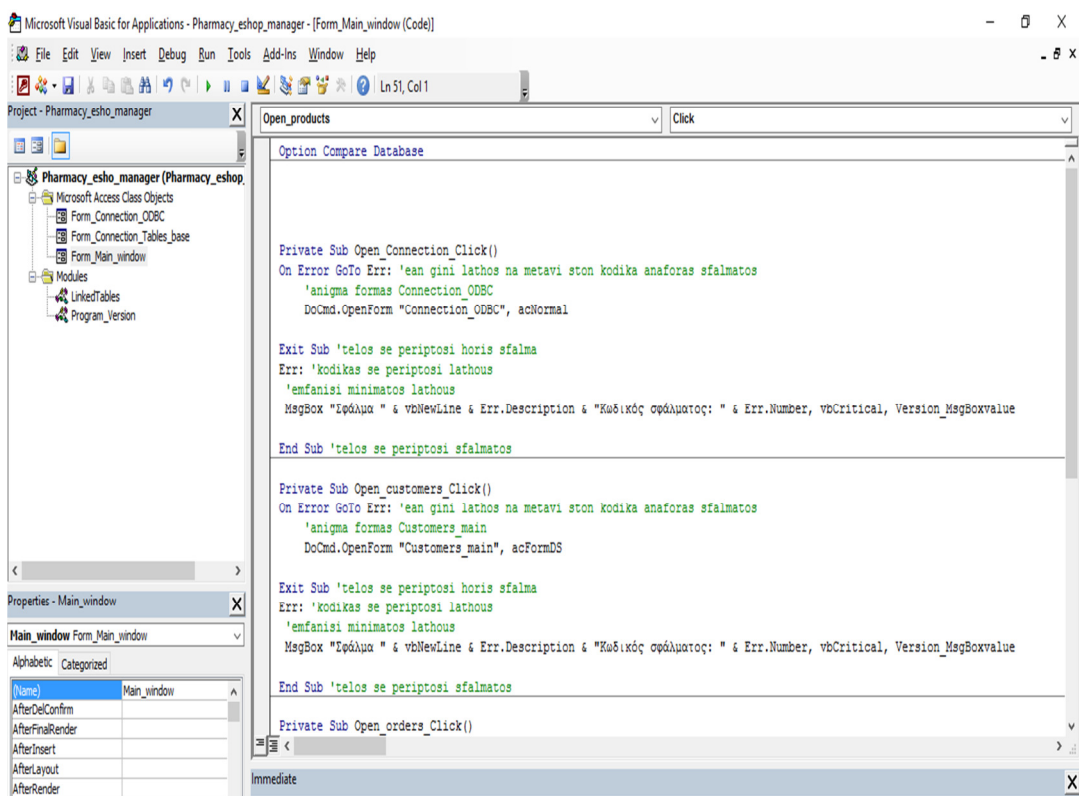 Microsoft Visual Basic for Applications - Pharmacy_eshop_manager - [Form_Main_window (Code)]
File Edit View Insert Debug Run Tools Add-Ins Window Help
Ln 51, Col 1
Project - Pharmacy_esho_manager
Pharmacy_esho_manager (Pharmacy_eshop_
Microsoft Access Class Objects
Form_Connection_ODBC
Form_Connection_Tables_base
Form_Main_window
Modules
LinkedTables
Program_Version
Properties - Main_window
Main_window Form_Main_window
Alphabetic Categorized
(Name) Main_window
AfterDelConfirm
AfterFinalRender
AfterInsert
AfterLayout
AfterRender
Open_products Click
Option Compare Database
Private Sub Open_Connection_Click()
On Error GoTo Err: 'ean gini lathos na metavi ston kodika anaforas sfalmatos
'anigma formas Connection_ODBC
DoCmd.OpenForm "Connection_ODBC", acNormal
Exit Sub 'telos se periptosi horis sfalma
Err: 'kodikas se periptosi lathous
'emfanisi minimatos lathous
MsgBox "Σφάλμα " & vbNewLine & Err.Description & "Κωδικός σφάλματος: " & Err.Number, vbCritical, Version_MsgBoxvalue
End Sub 'telos se periptosi sfalmatos
Private Sub Open_customers_Click()
On Error GoTo Err: 'ean gini lathos na metavi ston kodika anaforas sfalmatos
'anigma formas Customers_main
DoCmd.OpenForm "Customers_main", acFormDS
Exit Sub 'telos se periptosi horis sfalma
Err: 'kodikas se periptosi lathous
'emfanisi minimatos lathous
MsgBox "Σφάλμα " & vbNewLine & Err.Description & "Κωδικός σφάλματος: " & Err.Number, vbCritical, Version_MsgBoxvalue
End Sub 'telos se periptosi sfalmatos
Private Sub Open_orders_Click()
Immediate